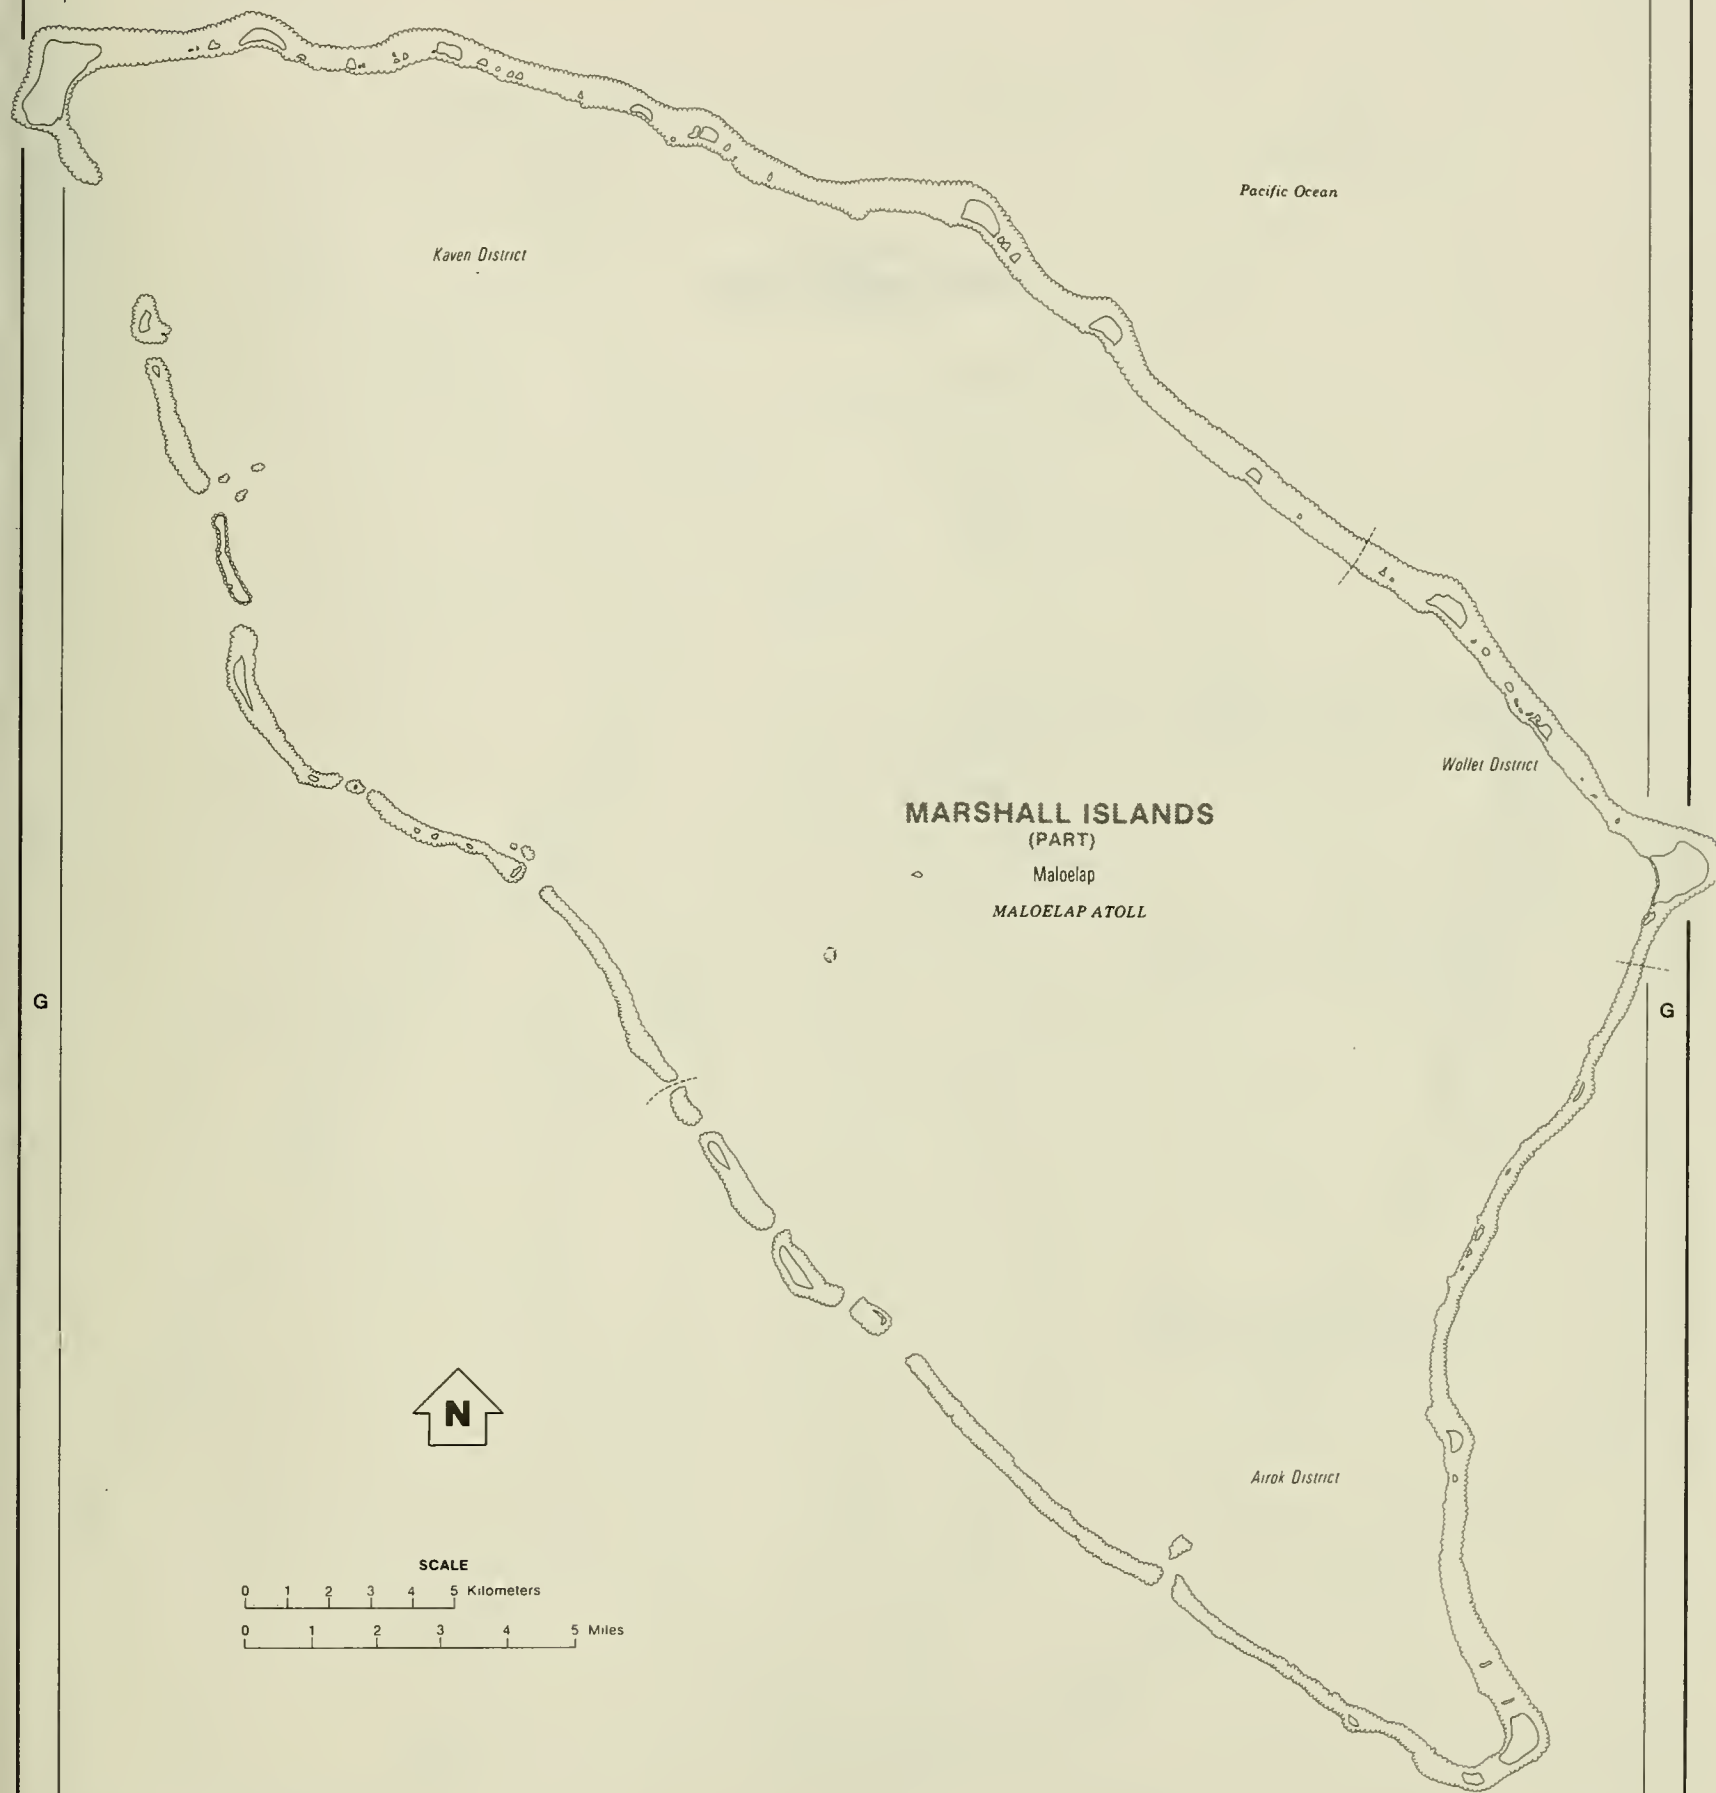 Pacific Ocean
Kaven District
Wollet District
MARSHALL ISLANDS
(PART)
Maloelap
MALOELAP ATOLL
G
G
N
Airok District
SCALE
0 1 2 3 4 5 Kilometers
0 1 2 3 4 5 Miles